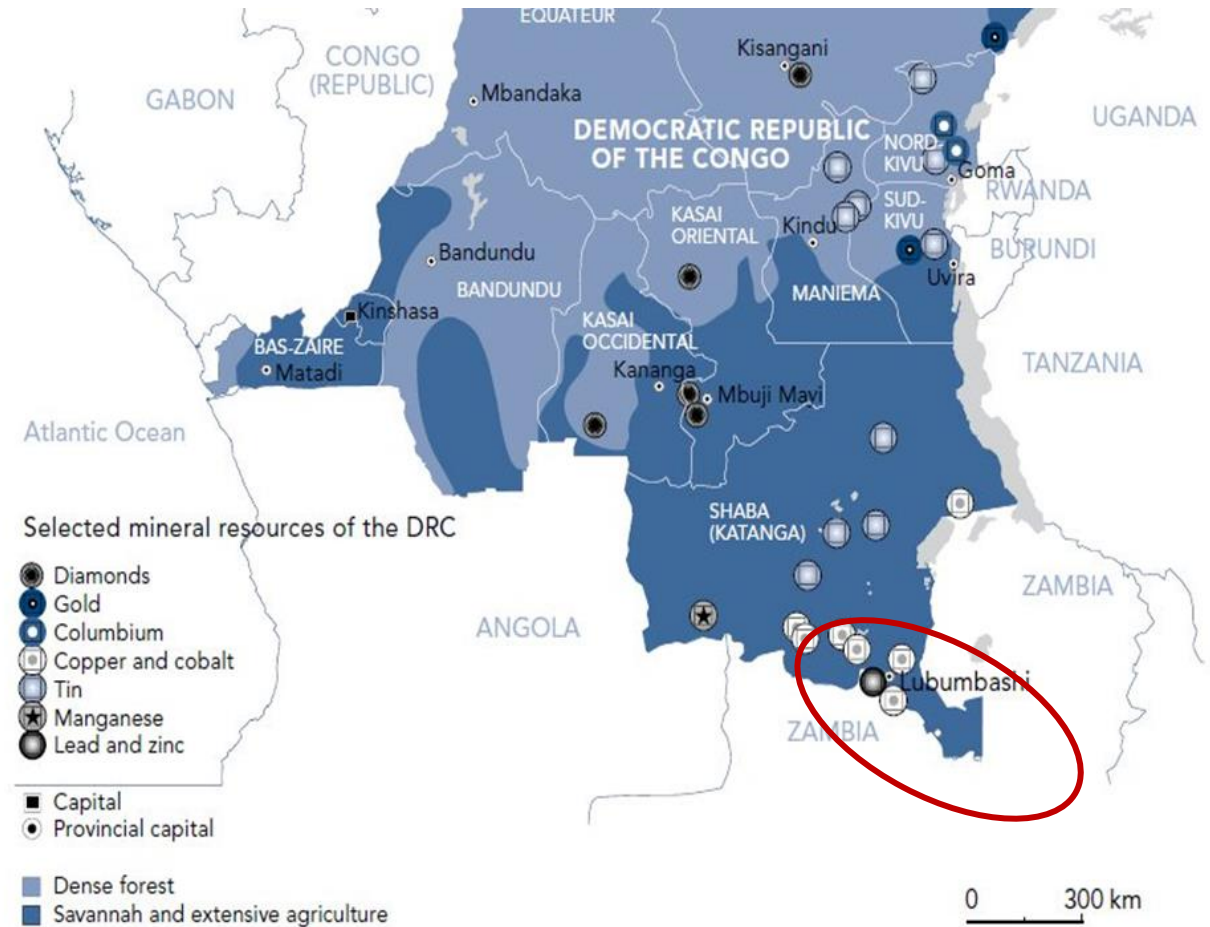 EQUATEUR
CONGO
(REPUBLIC)
Kisangani
GABON
Mbandaka
UGANDA
DEMOCRATIC REPUBLIC
OF THE CONGO
NORD-
KIVU
Goma
RWANDA
SUD-
KIVU
KASAI
ORIENTAL
Kindu
BURUNDI
Bandundu
Uvira
BANDUNDU
MANIEMA
Kinshasa
KASAI
OCCIDENTAL
BAS-ZAIRE
Matadi
Kananga
TANZANIA
Mbuji Mavi
Atlantic Ocean
SHABA
(KATANGA)
Selected mineral resources of the DRC
Diamonds
Gold
Columbium
Copper and cobalt
Tin
Manganese
Lead and zinc
ANGOLA
ZAMBIA
Lubumbashi
ZAMBIA
Capital
Provincial capital
Dense forest
Savannah and extensive agriculture
0 300 km